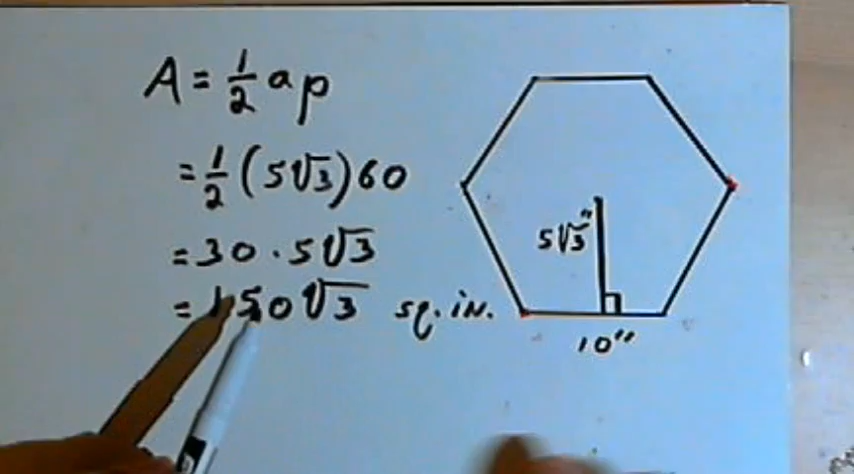 A = 1/2 ap
= 1/2 (5√3) 60
= 30 · 5√3
= 150√3 sq. in.
5√3"
10"